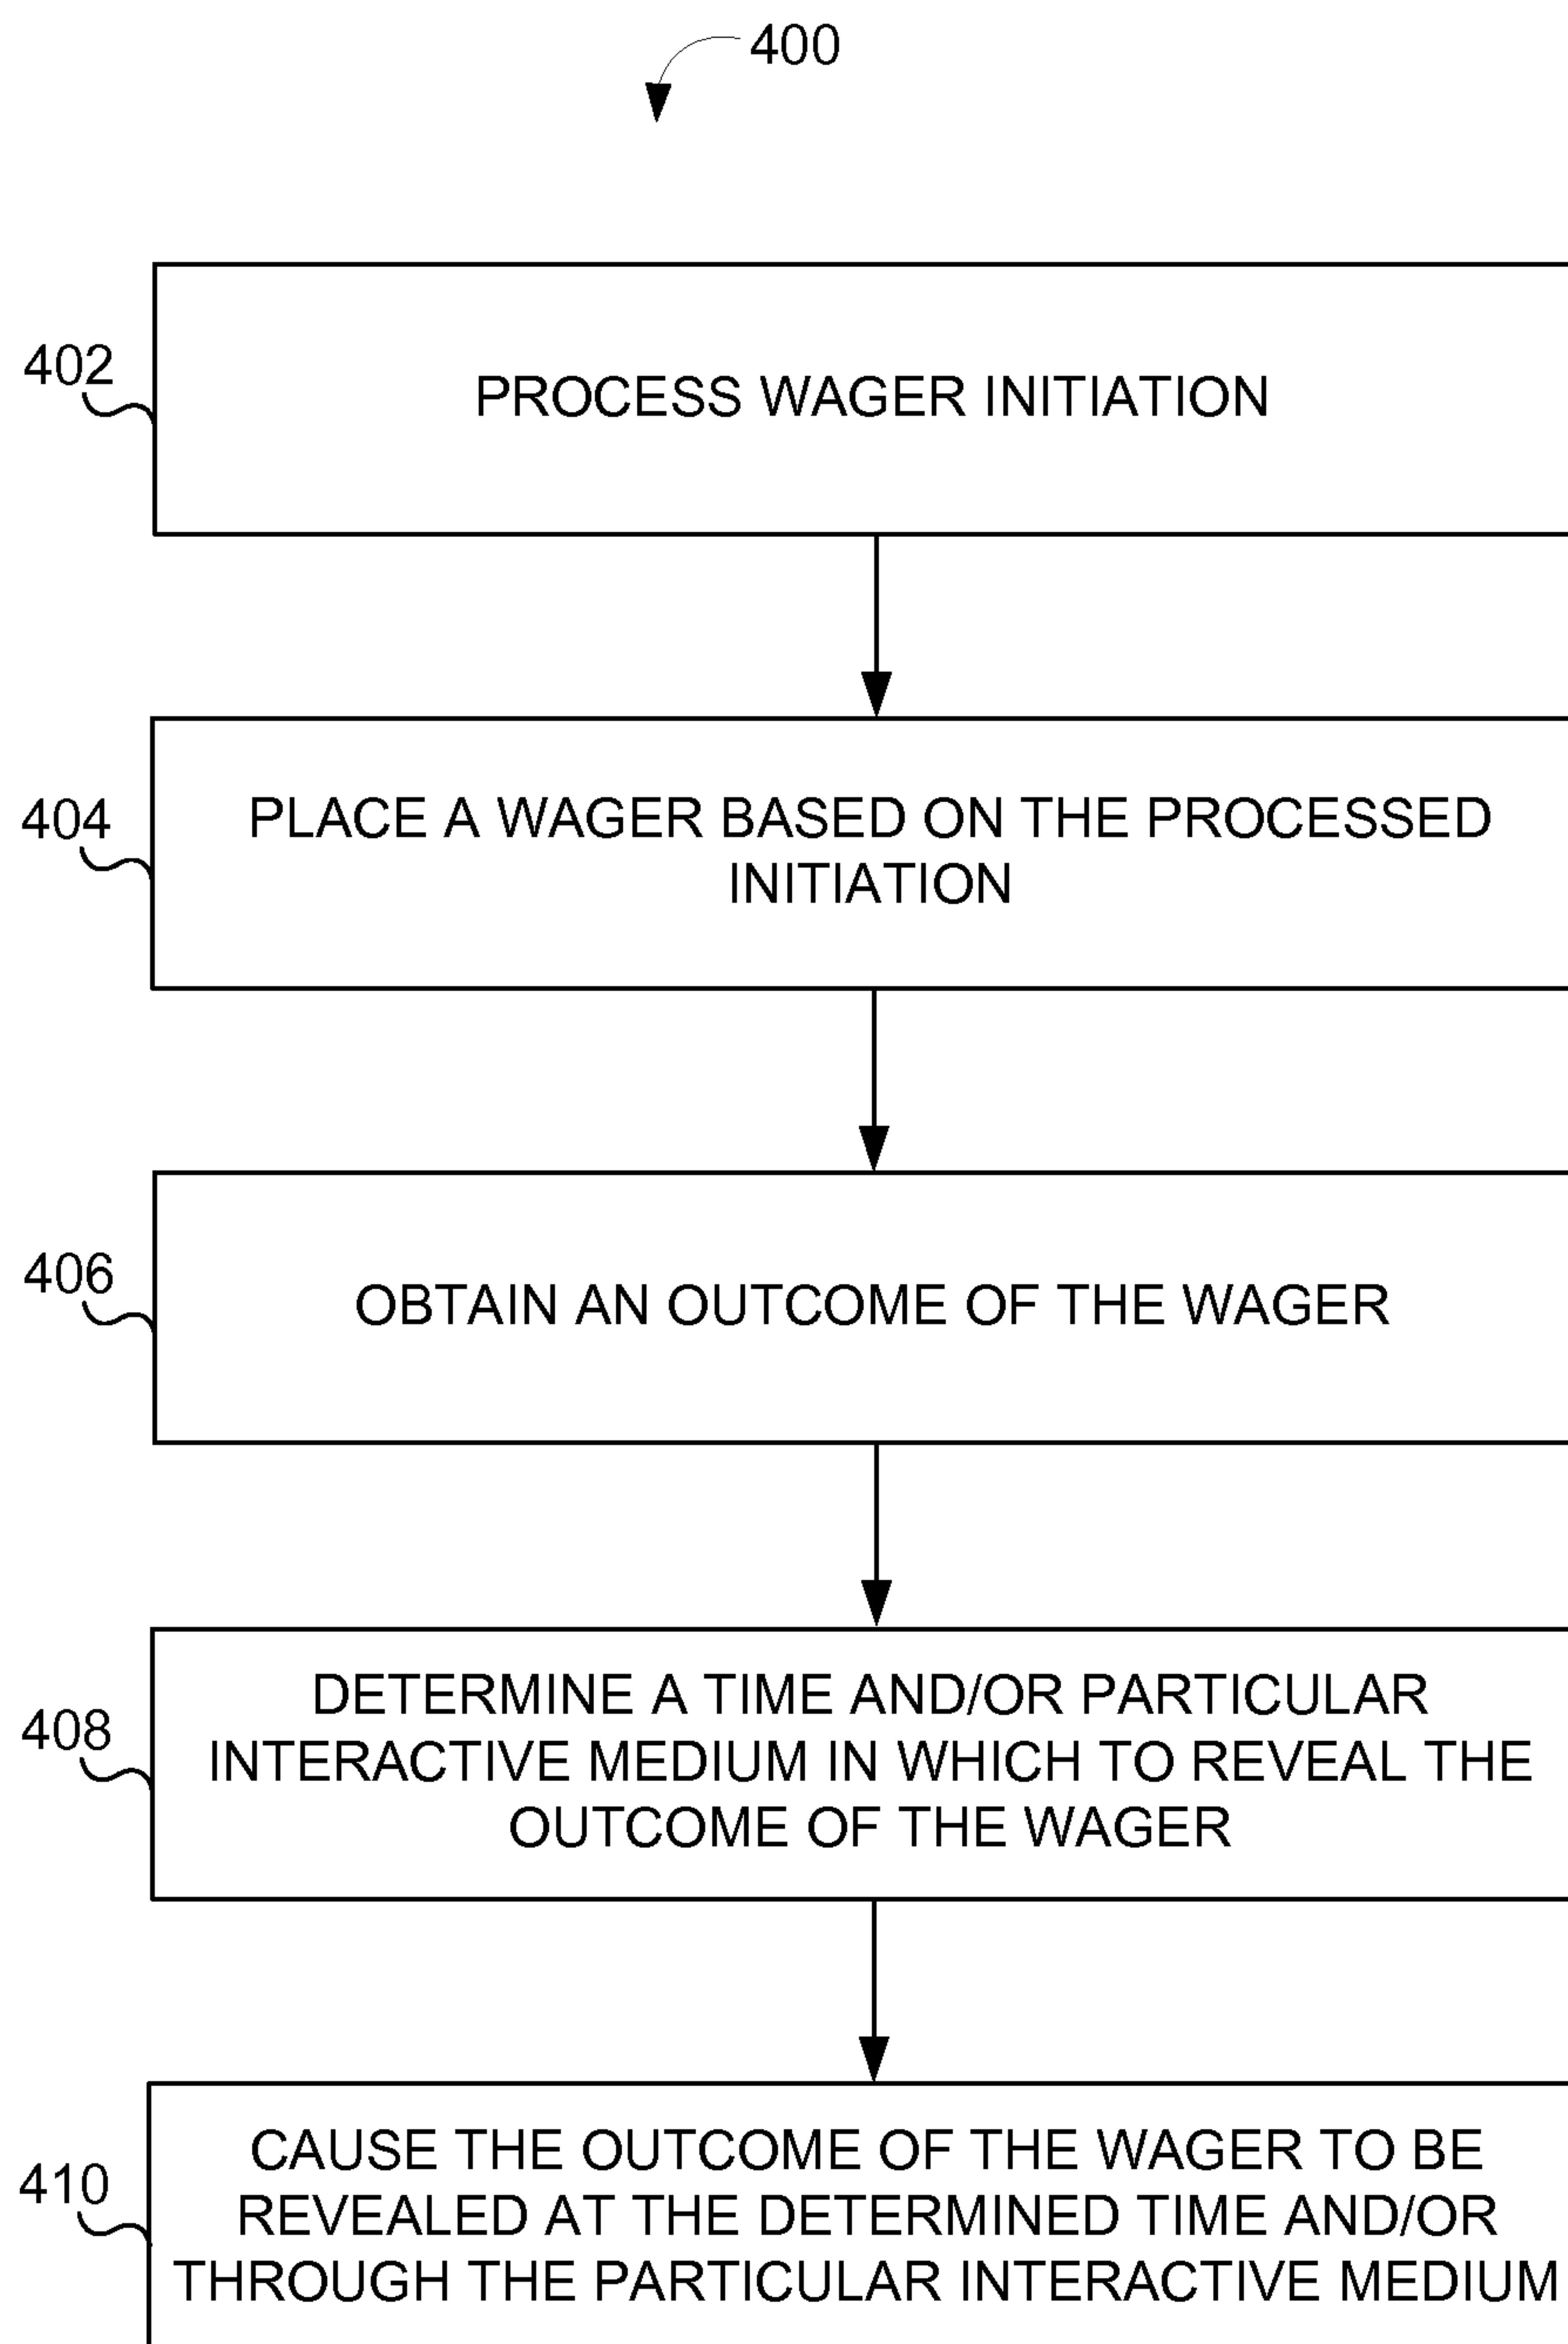 400
402
PROCESS WAGER INITIATION
404
PLACE A WAGER BASED ON THE PROCESSED
INITIATION
406
OBTAIN AN OUTCOME OF THE WAGER
408
DETERMINE A TIME AND/OR PARTICULAR
INTERACTIVE MEDIUM IN WHICH TO REVEAL THE
OUTCOME OF THE WAGER
410
CAUSE THE OUTCOME OF THE WAGER TO BE
REVEALED AT THE DETERMINED TIME AND/OR
THROUGH THE PARTICULAR INTERACTIVE MEDIUM